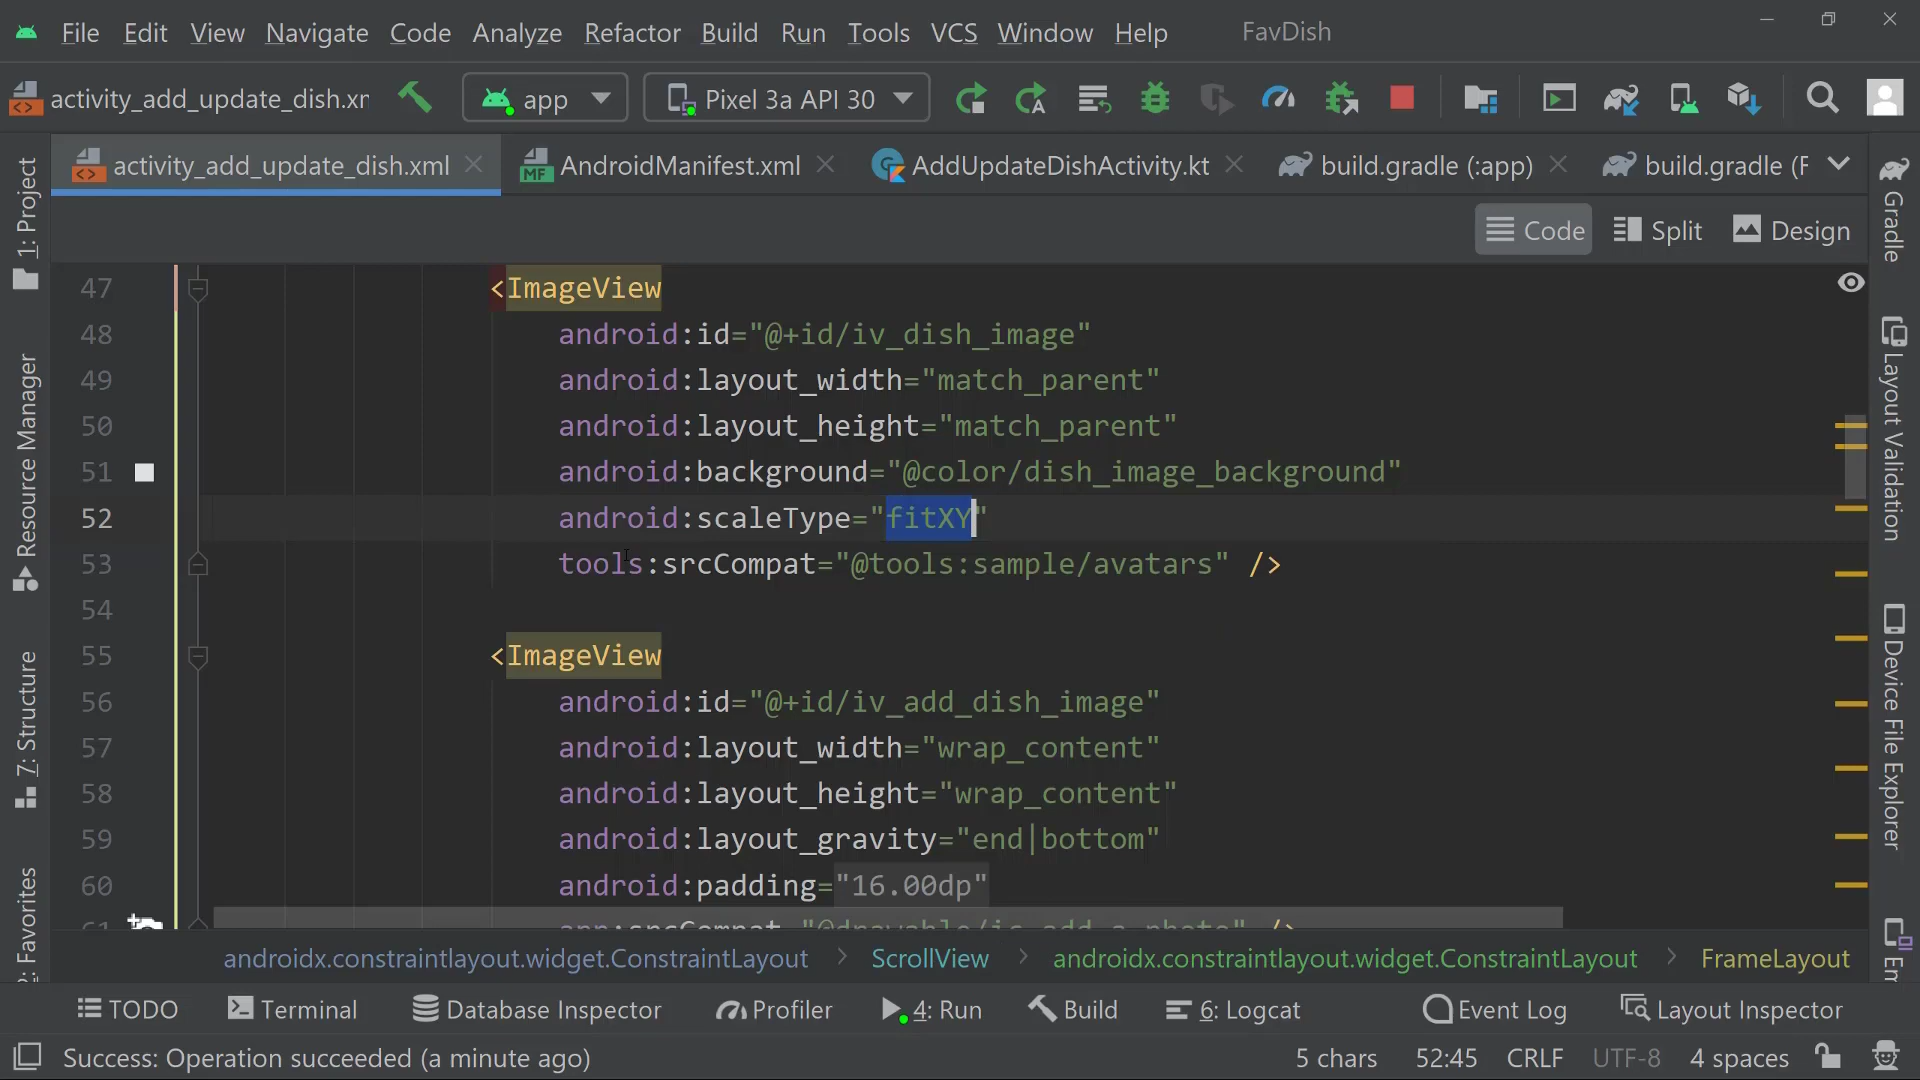 File Edit View Navigate Code Analyze Refactor Build Run Tools VCS Window Help FavDish
activity_add_update_dish.xr app Pixel 3a API 30
activity_add_update_dish.xml AndroidManifest.xml AddUpdateDishActivity.kt build.gradle (:app) build.gradle (F
Code Split Design
1: Project
Resource Manager
7: Structure
2: Favorites
47 <ImageView
48 android:id="@+id/iv_dish_image"
49 android:layout_width="match_parent"
50 android:layout_height="match_parent"
51 android:background="@color/dish_image_background"
52 android:scaleType="fitXY"
53 tools:srcCompat="@tools:sample/avatars" />
54
55 <ImageView
56 android:id="@+id/iv_add_dish_image"
57 android:layout_width="wrap_content"
58 android:layout_height="wrap_content"
59 android:layout_gravity="end|bottom"
60 android:padding="16.00dp"
61 app:srcCompat="@drawable/ic_add_a_photo" />
Gradle
Layout Validation
Device File Explorer
Em
androidx.constraintlayout.widget.ConstraintLayout ScrollView androidx.constraintlayout.widget.ConstraintLayout FrameLayout
TODO Terminal Database Inspector Profiler 4: Run Build 6: Logcat Event Log Layout Inspector
Success: Operation succeeded (a minute ago) 5 chars 52:45 CRLF UTF-8 4 spaces